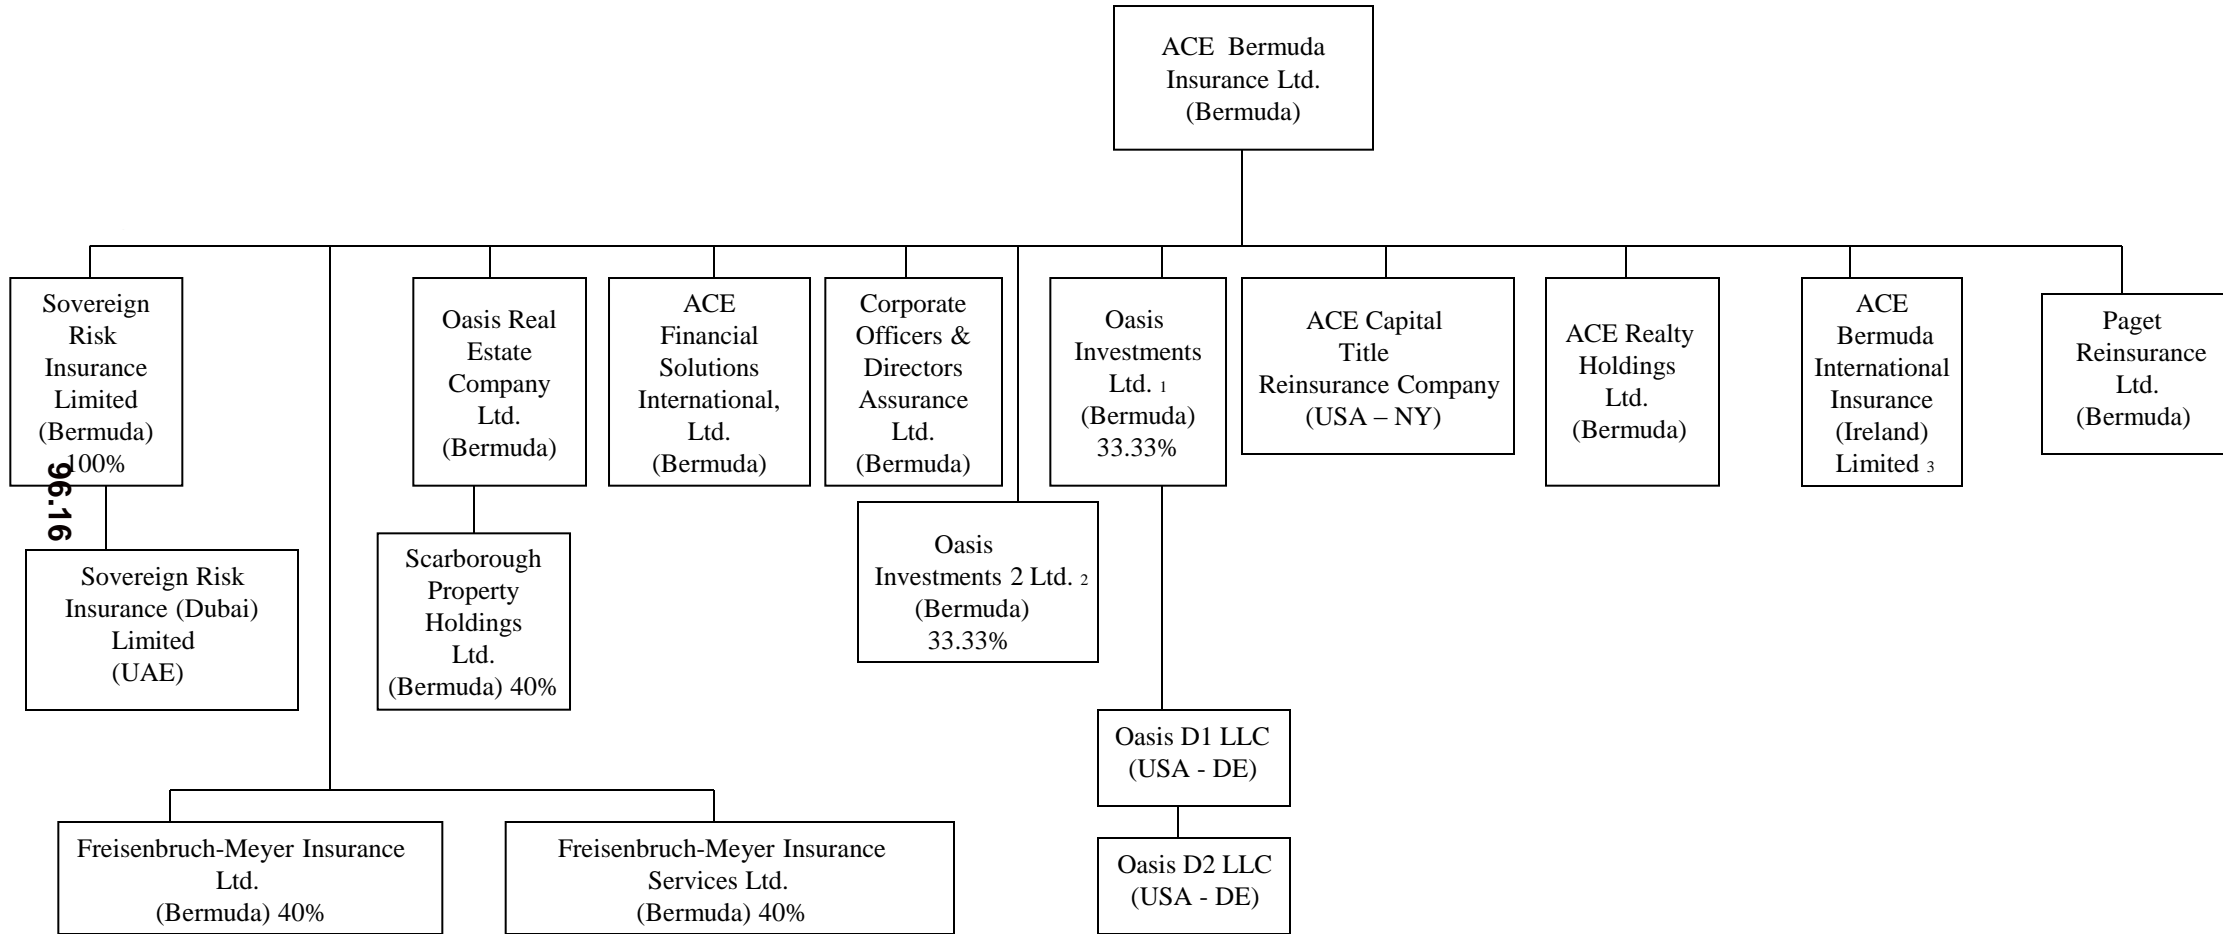 ACE Bermuda
Insurance Ltd.
(Bermuda)
Sovereign
Risk
Insurance
Limited
(Bermuda)
100%
Oasis Real
Estate
Company
Ltd.
(Bermuda)
ACE
Financial
Solutions
International,
Ltd.
(Bermuda)
Corporate
Officers &
Directors
Assurance
Ltd.
(Bermuda)
Oasis
Investments
Ltd. 1
(Bermuda)
33.33%
ACE Capital
Title
Reinsurance Company
(USA – NY)
ACE Realty
Holdings
Ltd.
(Bermuda)
ACE
Bermuda
International
Insurance
(Ireland)
Limited 3
Paget
Reinsurance
Ltd.
(Bermuda)
96.16
Sovereign Risk
Insurance (Dubai)
Limited
(UAE)
Scarborough
Property
Holdings
Ltd.
(Bermuda) 40%
Oasis
Investments 2 Ltd. 2
(Bermuda)
33.33%
Oasis D1 LLC
(USA - DE)
Freisenbruch-Meyer Insurance
Ltd.
(Bermuda) 40%
Freisenbruch-Meyer Insurance
Services Ltd.
(Bermuda) 40%
Oasis D2 LLC
(USA - DE)